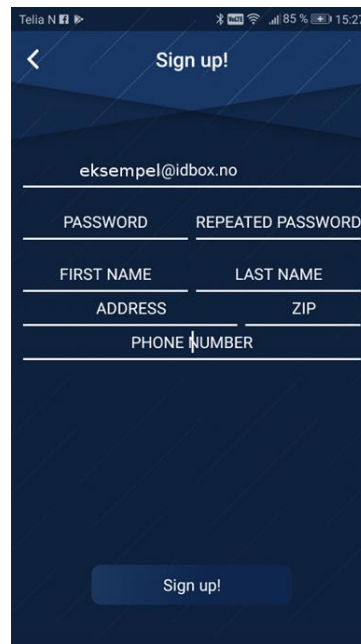 Telia N 85 % 15:27
Sign up!
eksempel@idbox.no
PASSWORD REPEATED PASSWORD
FIRST NAME LAST NAME
ADDRESS ZIP
PHONE NUMBER
Sign up!